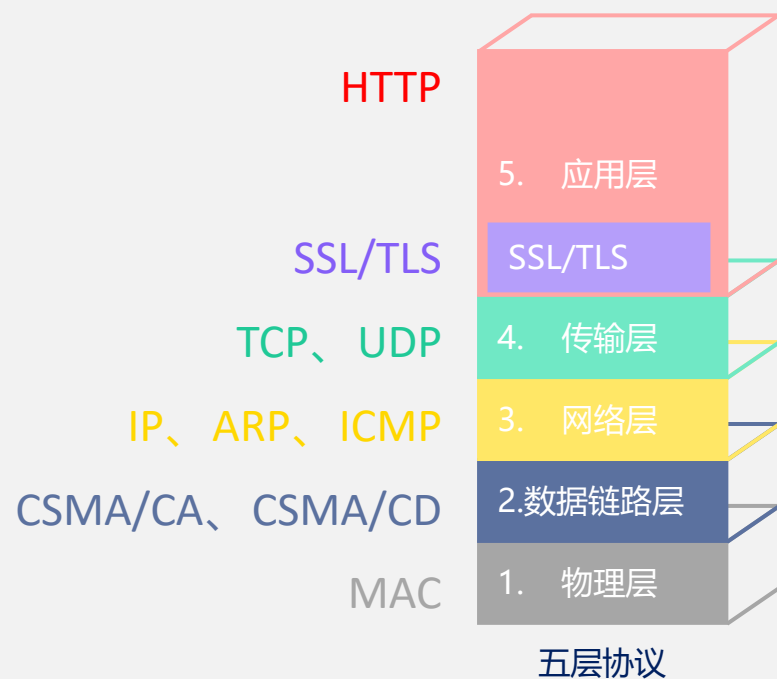 HTTP
5. 应用层
SSL/TLS SSL/TLS
TCP、UDP 4. 传输层
IP、ARP、ICMP 3. 网络层
CSMA/CA、CSMA/CD 2.数据链路层
MAC 1. 物理层
五层协议